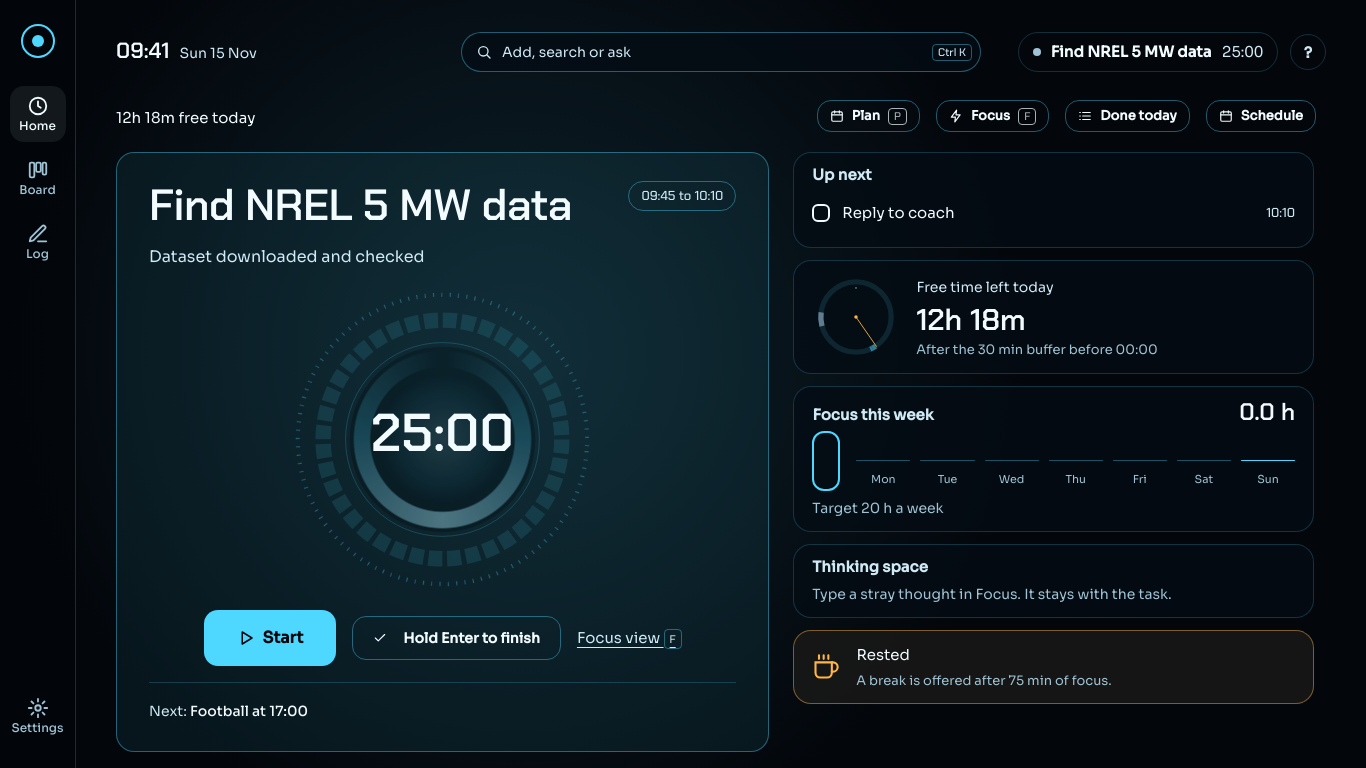 09:41 Sun 15 Nov
Add, search or ask Ctrl K
Find NREL 5 MW data 25:00 ?
Home
Board
Log
Settings
12h 18m free today
Plan P
Focus F
Done today
Schedule
Find NREL 5 MW data
09:45 to 10:10
Dataset downloaded and checked
25:00
Start
Hold Enter to finish
Focus view F
Next: Football at 17:00
Up next
Reply to coach 10:10
Free time left today
12h 18m
After the 30 min buffer before 00:00
Focus this week 0.0 h
Mon Tue Wed Thu Fri Sat Sun
Target 20 h a week
Thinking space
Type a stray thought in Focus. It stays with the task.
Rested
A break is offered after 75 min of focus.